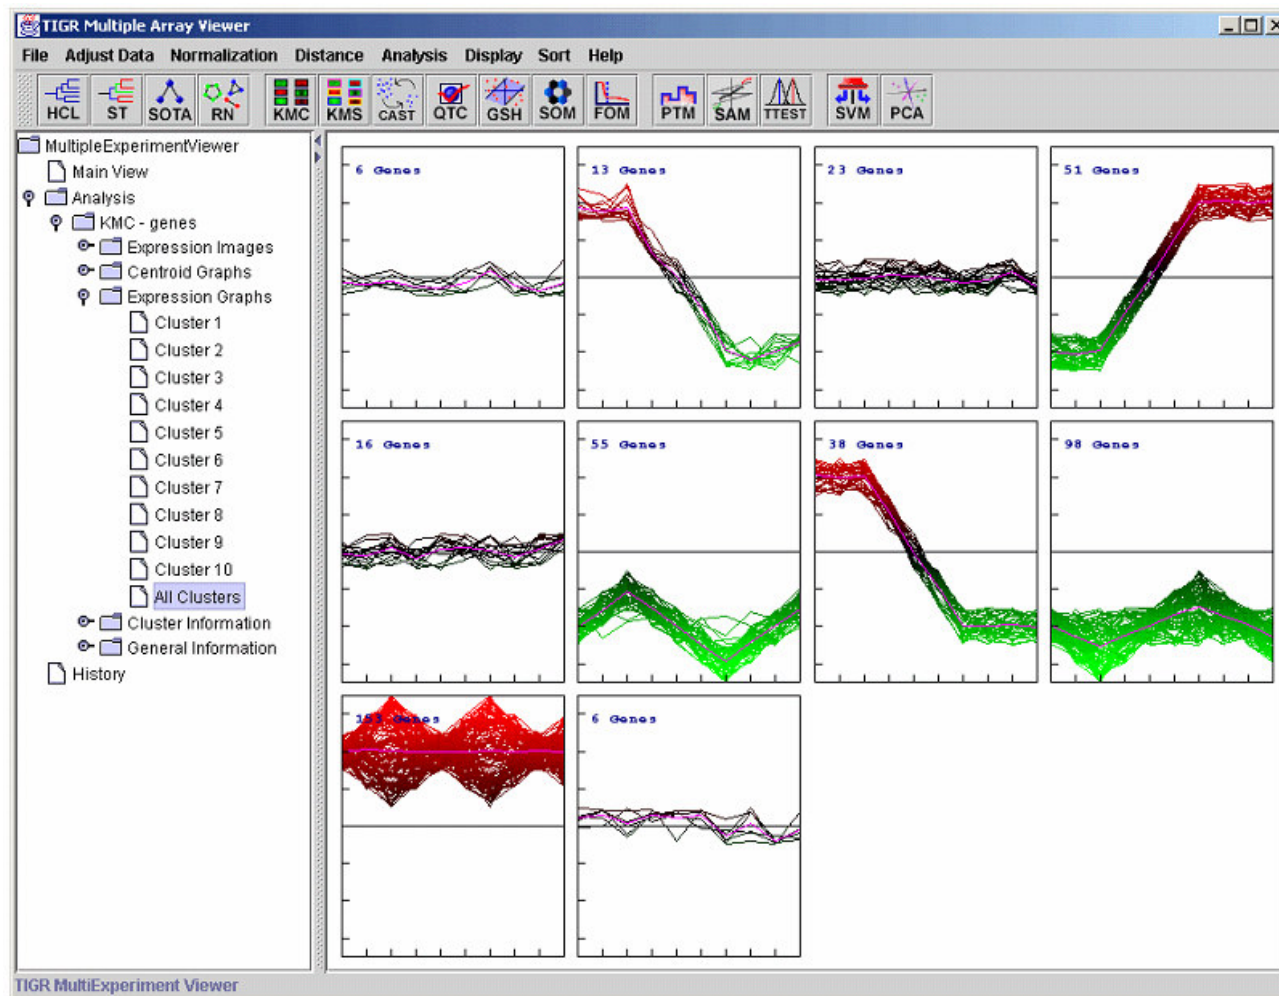 TIGR Multiple Array Viewer
File Adjust Data Normalization Distance Analysis Display Sort Help
HCL ST SOTA RN KMC KMS CAST QTC GSH SOM FOM PTM SAM TTEST SVM PCA
MultipleExperimentViewer
Main View
Analysis
KMC - genes
Expression Images
Centroid Graphs
Expression Graphs
Cluster 1
Cluster 2
Cluster 3
Cluster 4
Cluster 5
Cluster 6
Cluster 7
Cluster 8
Cluster 9
Cluster 10
All Clusters
Cluster Information
General Information
History
6 Genes 13 Genes 23 Genes 51 Genes
16 Genes 55 Genes 38 Genes 98 Genes
193 Genes 6 Genes
TIGR MultiExperiment Viewer